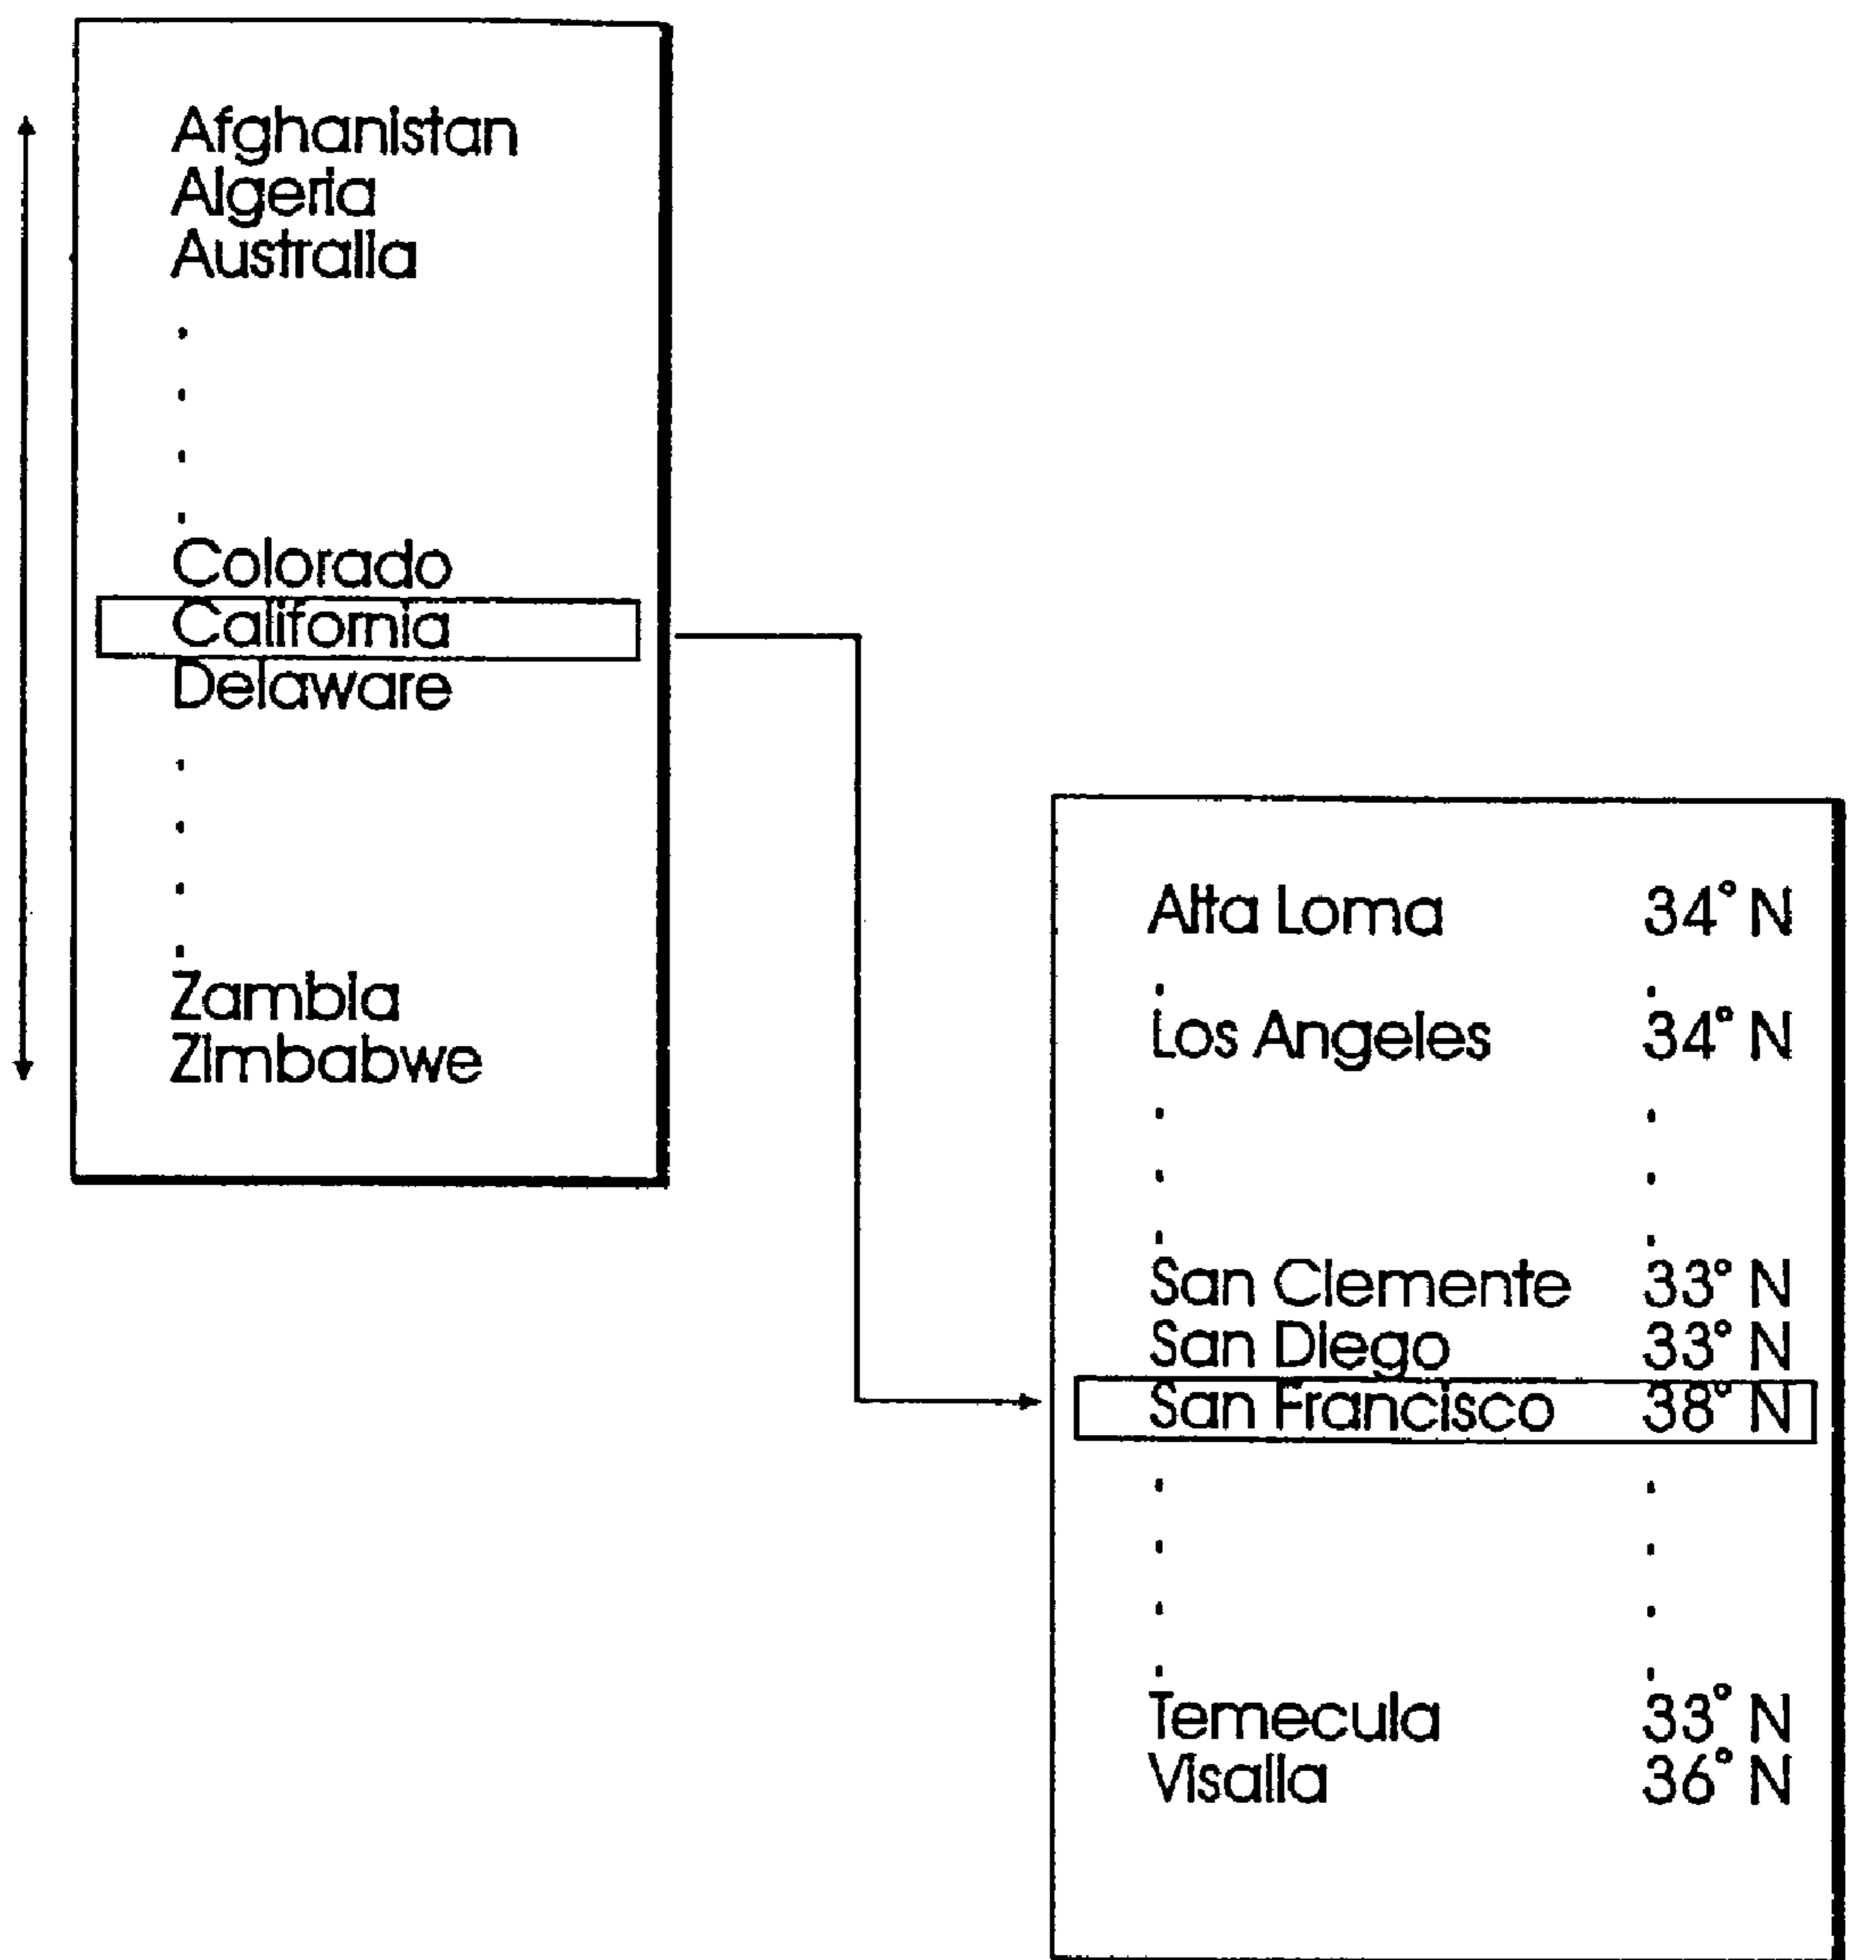 Afghanistan
Algeria
Australia
.
.
.
.
Colorado
California
Delaware
.
.
.
.
Zambia
Zimbabwe
Alta Loma 34° N
. .
Los Angeles 34° N
. .
. .
. .
San Clemente 33° N
San Diego 33° N
San Francisco 38° N
. .
. .
. .
. .
Temecula 33° N
Visalia 36° N